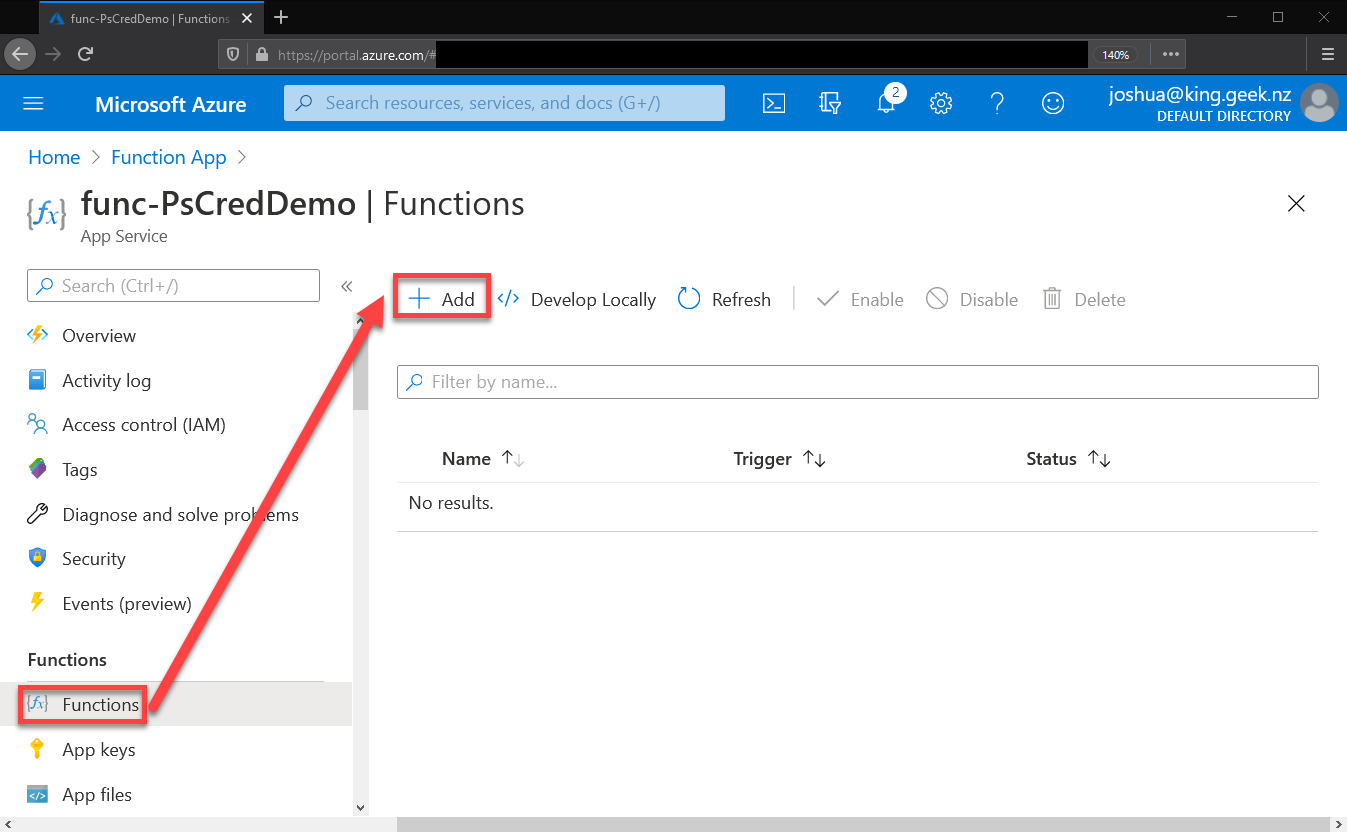 func-PsCredDemo | Functions
https://portal.azure.com/#
140%
Microsoft Azure
Search resources, services, and docs (G+/)
2
joshua@king.geek.nz
DEFAULT DIRECTORY
Home
Function App
{fx}
func-PsCredDemo | Functions
App Service
Search (Ctrl+/)
Add
Develop Locally
Refresh
Enable
Disable
Delete
Overview
Activity log
Access control (IAM)
Tags
Diagnose and solve problems
Security
Events (preview)
Functions
{fx} Functions
App keys
App files
Filter by name...
Name
Trigger
Status
No results.